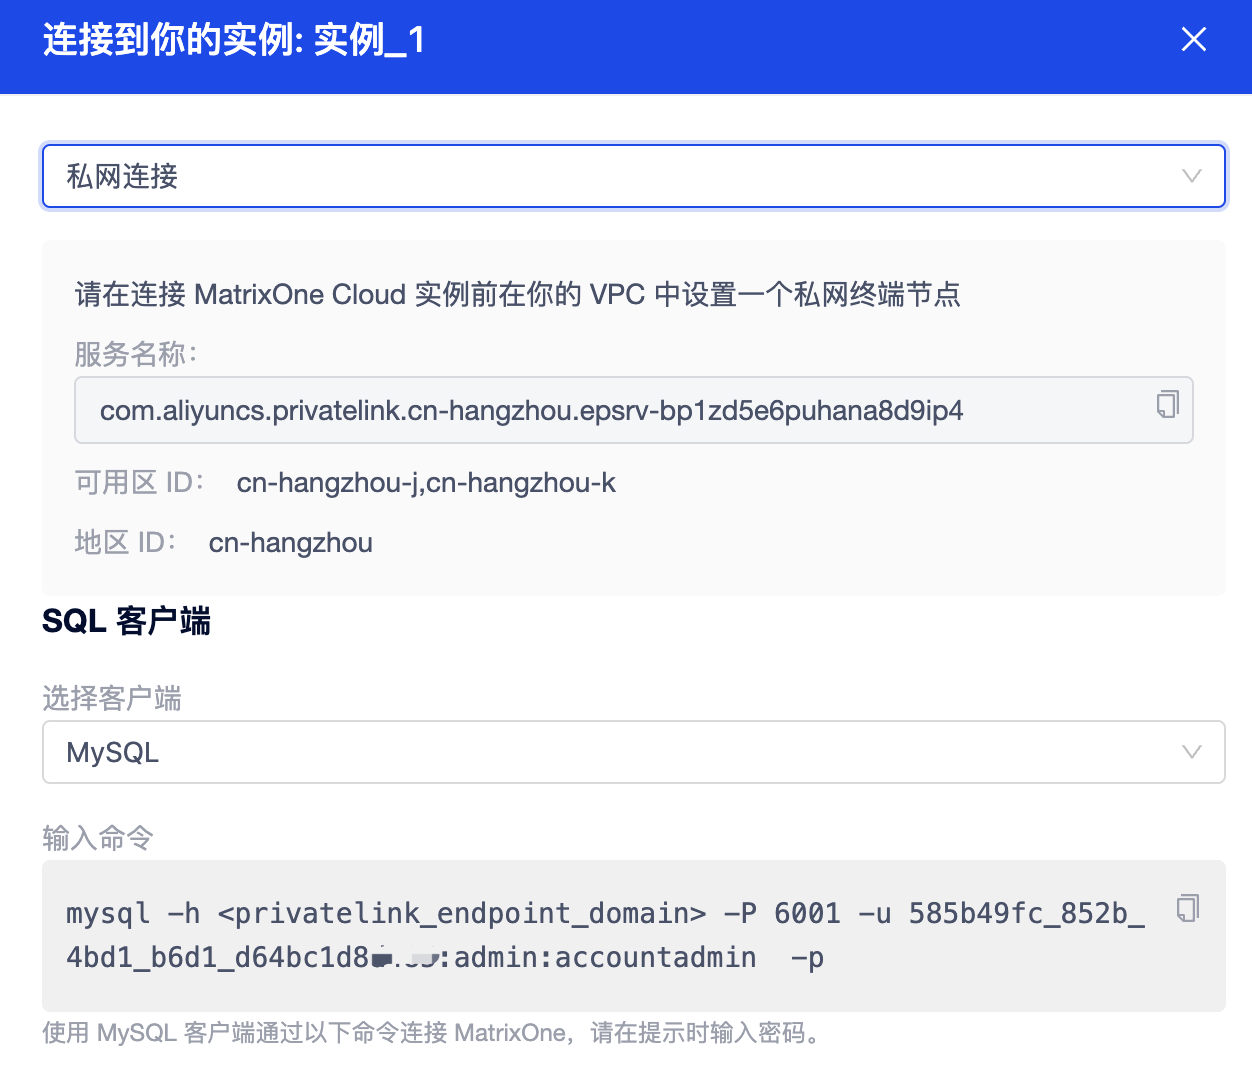 连接到你的实例: 实例_1
私网连接
请在连接 MatrixOne Cloud 实例前在你的 VPC 中设置一个私网终端节点
服务名称：
com.aliyuncs.privatelink.cn-hangzhou.epsrv-bp1zd5e6puhana8d9ip4
可用区 ID： cn-hangzhou-j,cn-hangzhou-k
地区 ID： cn-hangzhou
SQL 客户端
选择客户端
MySQL
输入命令
mysql -h <privatelink_endpoint_domain> -P 6001 -u 585b49fc_852b_
4bd1_b6d1_d64bc1d8 :admin:accountadmin -p
使用 MySQL 客户端通过以下命令连接 MatrixOne，请在提示时输入密码。